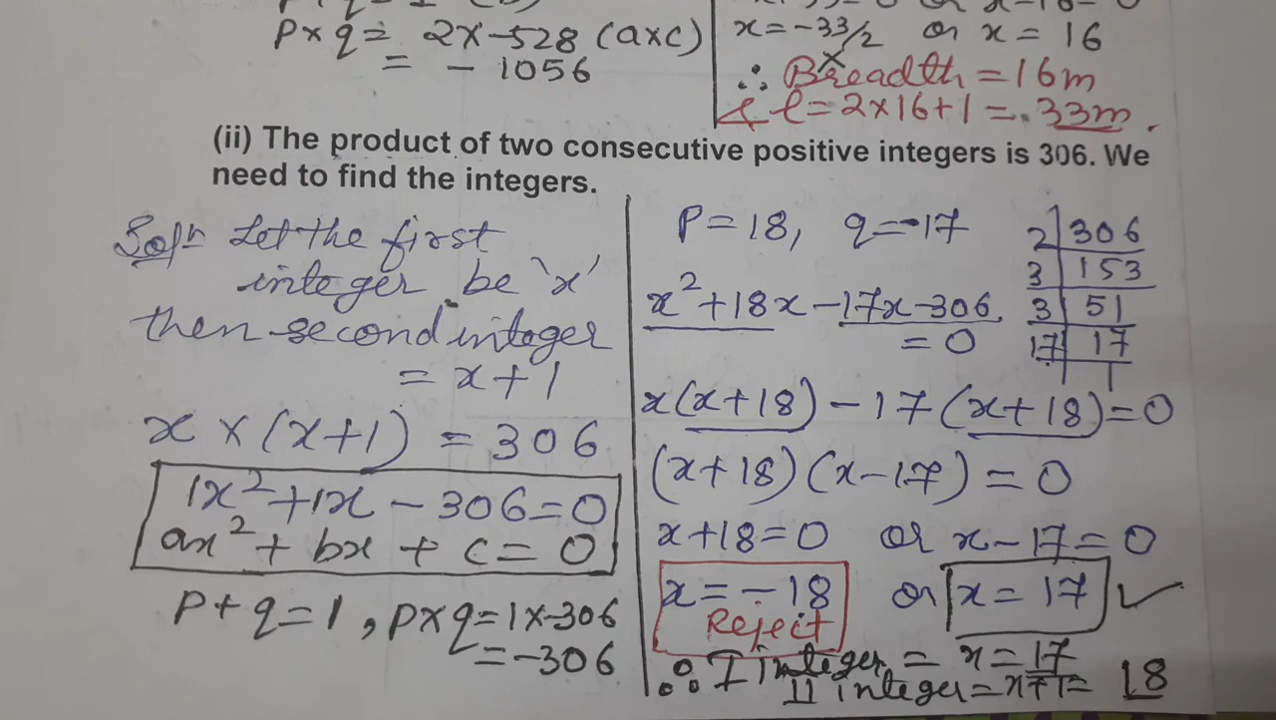 p × q = 2x-528 (axc)
= - 1056
x = -33/2 or x = 16
∴ Breadth = 16m
& l = 2×16+1 = 33m.
(ii) The product of two consecutive positive integers is 306. We
need to find the integers.
Soln Let the first
integer be 'x'
then second integer
= x+1
x × (x+1) = 306
1x² + 1x - 306 = 0
ax² + bx + c = 0
P + q = 1, p×q = 1x-306
= -306
P = 18, q = -17
x² + 18x - 17x - 306
= 0
2 | 306
3 | 153
3 | 51
17 | 17
1
x(x+18) - 17(x+18) = 0
(x+18) (x-17) = 0
x+18 = 0 or x-17 = 0
x = -18 or x = 17 ✓
Reject
∴ I integer = x = 17
II integer = x+1 = 18